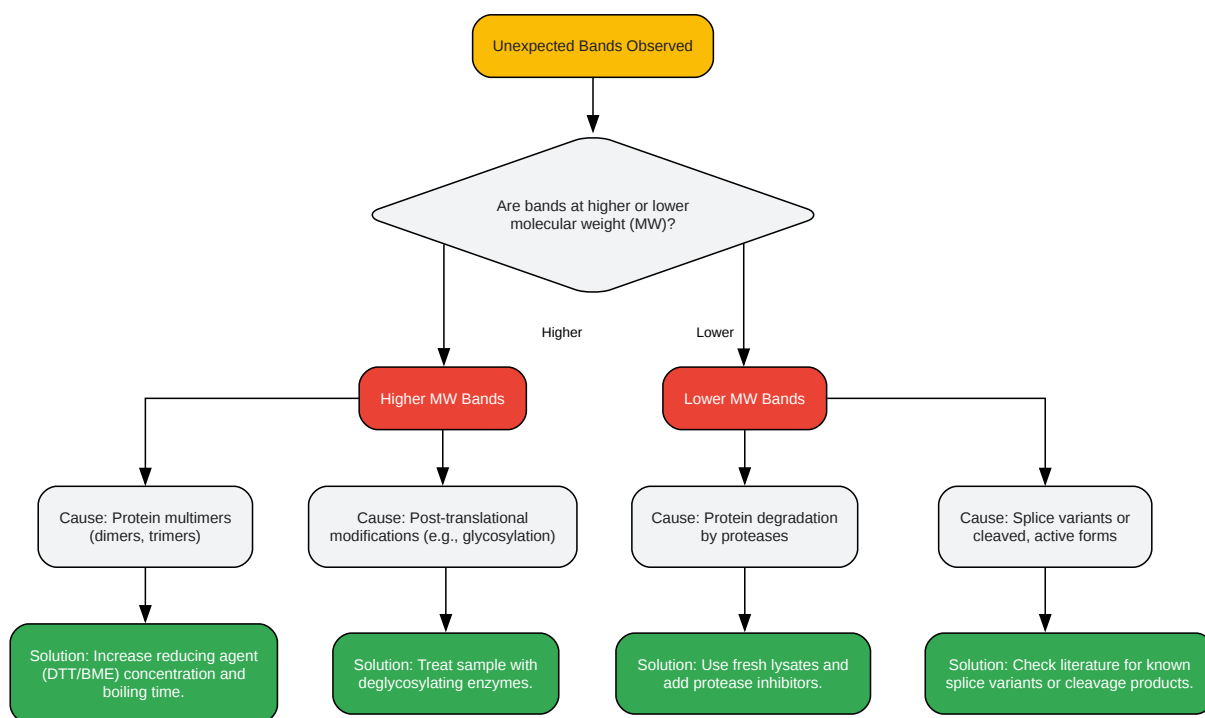 Unexpected Bands Observed
Are bands at higher or lower
molecular weight (MW)?
Higher
Lower
Higher MW Bands
Lower MW Bands
Cause: Protein multimers
(dimers, trimers)
Cause: Post-translational
modifications (e.g., glycosylation)
Cause: Protein degradation
by proteases
Cause: Splice variants or
cleaved, active forms
Solution: Increase reducing agent
(DTT/BME) concentration and
boiling time.
Solution: Treat sample with
deglycosylating enzymes.
Solution: Use fresh lysates and
add protease inhibitors.
Solution: Check literature for known
splice variants or cleavage products.